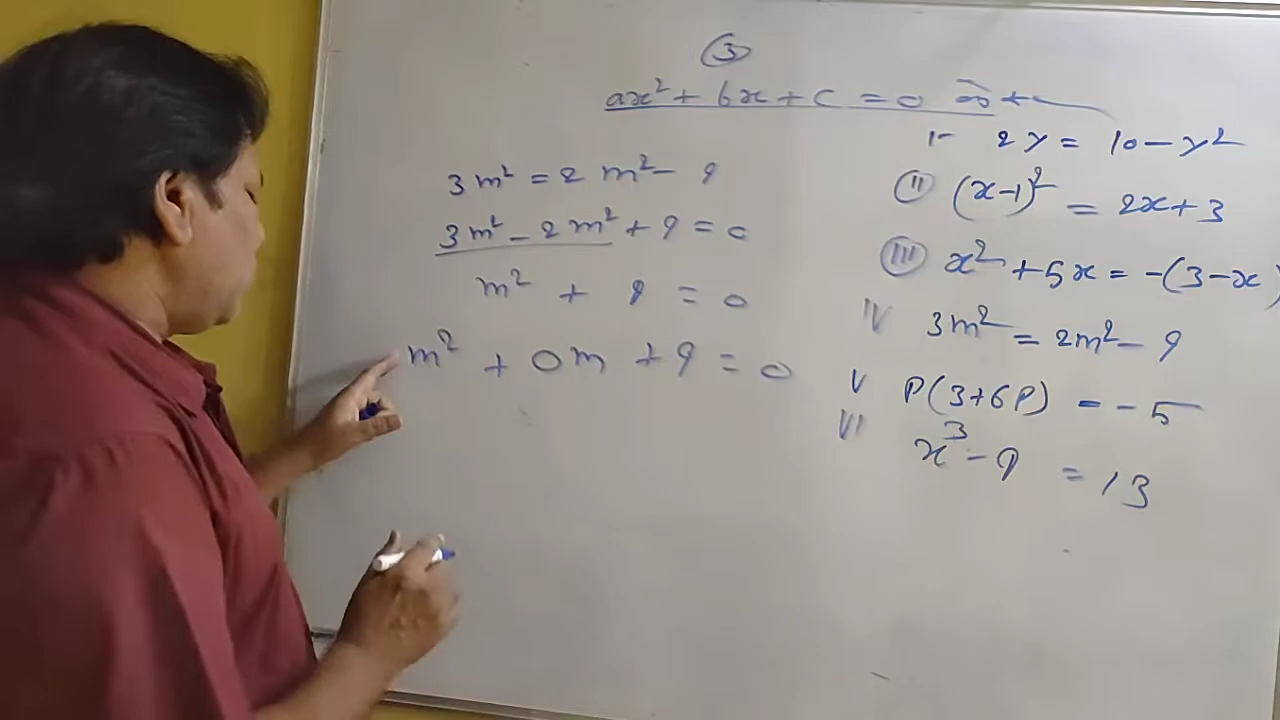 ③
ax² + bx + c = 0
3m² = 2m² - 9
3m² - 2m² + 9 = 0
m² + 9 = 0
m² + 0m + 9 = 0
I- 2y = 10 - y²
II (x-1)² = 2x + 3
III x² + 5x = -(3-x)
IV 3m² = 2m² - 9
V P(3+6P) = -5
VI x³ - 9 = 13